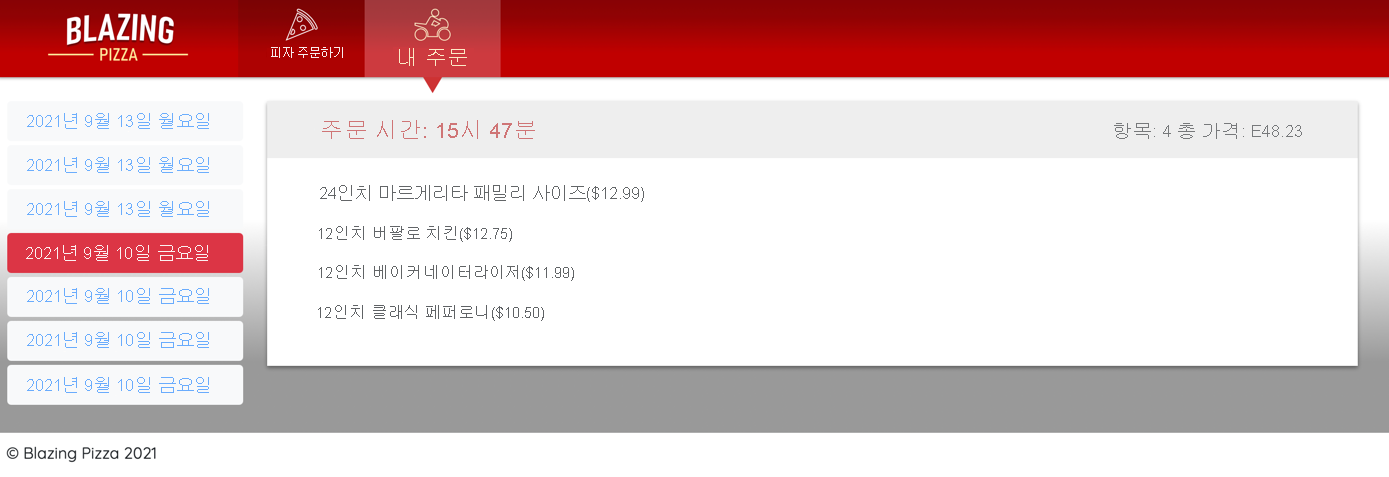 BLAZING
PIZZA
피자 주문하기
내 주문
2021년 9월 13일 월요일
2021년 9월 13일 월요일
2021년 9월 13일 월요일
2021년 9월 10일 금요일
2021년 9월 10일 금요일
2021년 9월 10일 금요일
2021년 9월 10일 금요일
주문 시간: 15시 47분
항목: 4 총 가격: E48.23
24인치 마르게리타 패밀리 사이즈($12.99)
12인치 버팔로 치킨($12.75)
12인치 베이커네이터라이저($11.99)
12인치 클래식 페퍼로니($10.50)
© Blazing Pizza 2021